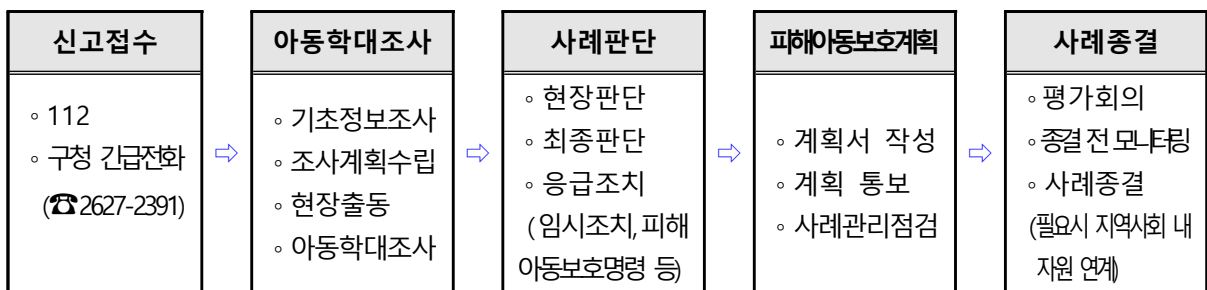 신고접수
◦ 112
◦ 구청 긴급전화
(☎2627-2391)
⇨
아동학대조사
◦ 기초정보조사
◦ 조사계획수립
◦ 현장출동
◦ 아동학대조사
⇨
사례판단
◦ 현장판단
◦ 최종판단
◦ 응급조치
(임시조치, 피해
아동보호명령 등)
⇨
피해아동보호계획
◦ 계획서 작성
◦ 계획 통보
◦ 사례관리점검
⇨
사례종결
◦ 평가회의
◦ 종결 전 모니터링
◦ 사례종결
(필요시 지역사회 내
자원 연계)